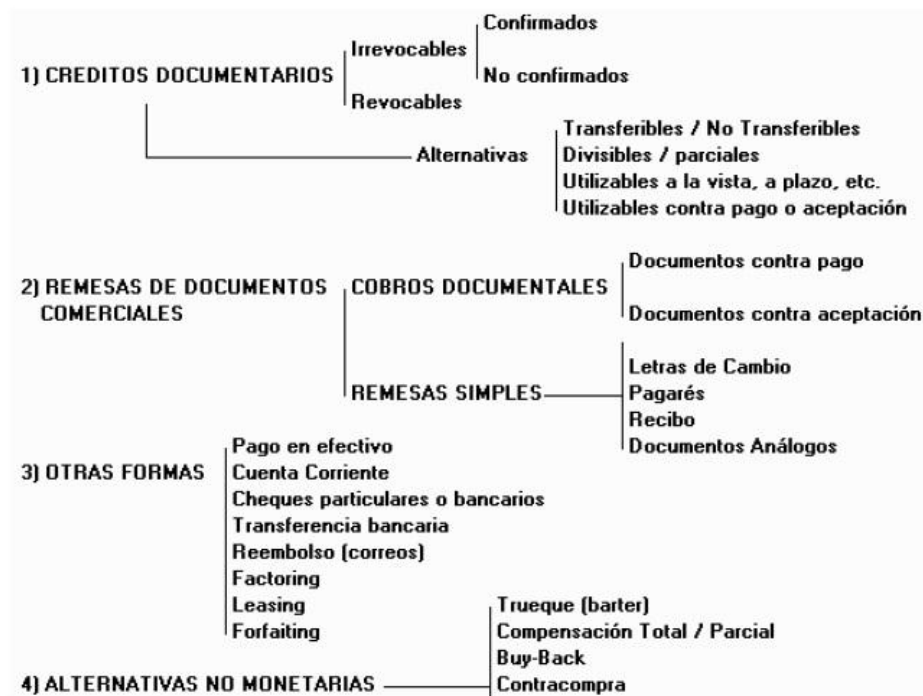 Confirmados
Irrevocables
1) CREDITOS DOCUMENTARIOS
No confirmados
Revocables
Transferibles / No Transferibles
Alternativas
Divisibles / parciales
Utilizables a la vista, a plazo, etc.
Utilizables contra pago o aceptación
Documentos contra pago
2) REMESAS DE DOCUMENTOS
COMERCIALES
COBROS DOCUMENTALES
Documentos contra aceptación
Letras de Cambio
REMESAS SIMPLES
Pagarés
Recibo
Documentos Análogos
3) OTRAS FORMAS
Pago en efectivo
Cuenta Corriente
Cheques particulares o bancarios
Transferencia bancaria
Reembolso (correos)
Factoring
Leasing
Forfaiting
4) ALTERNATIVAS NO MONETARIAS
Trueque (barter)
Compensación Total / Parcial
Buy-Back
Contracompra